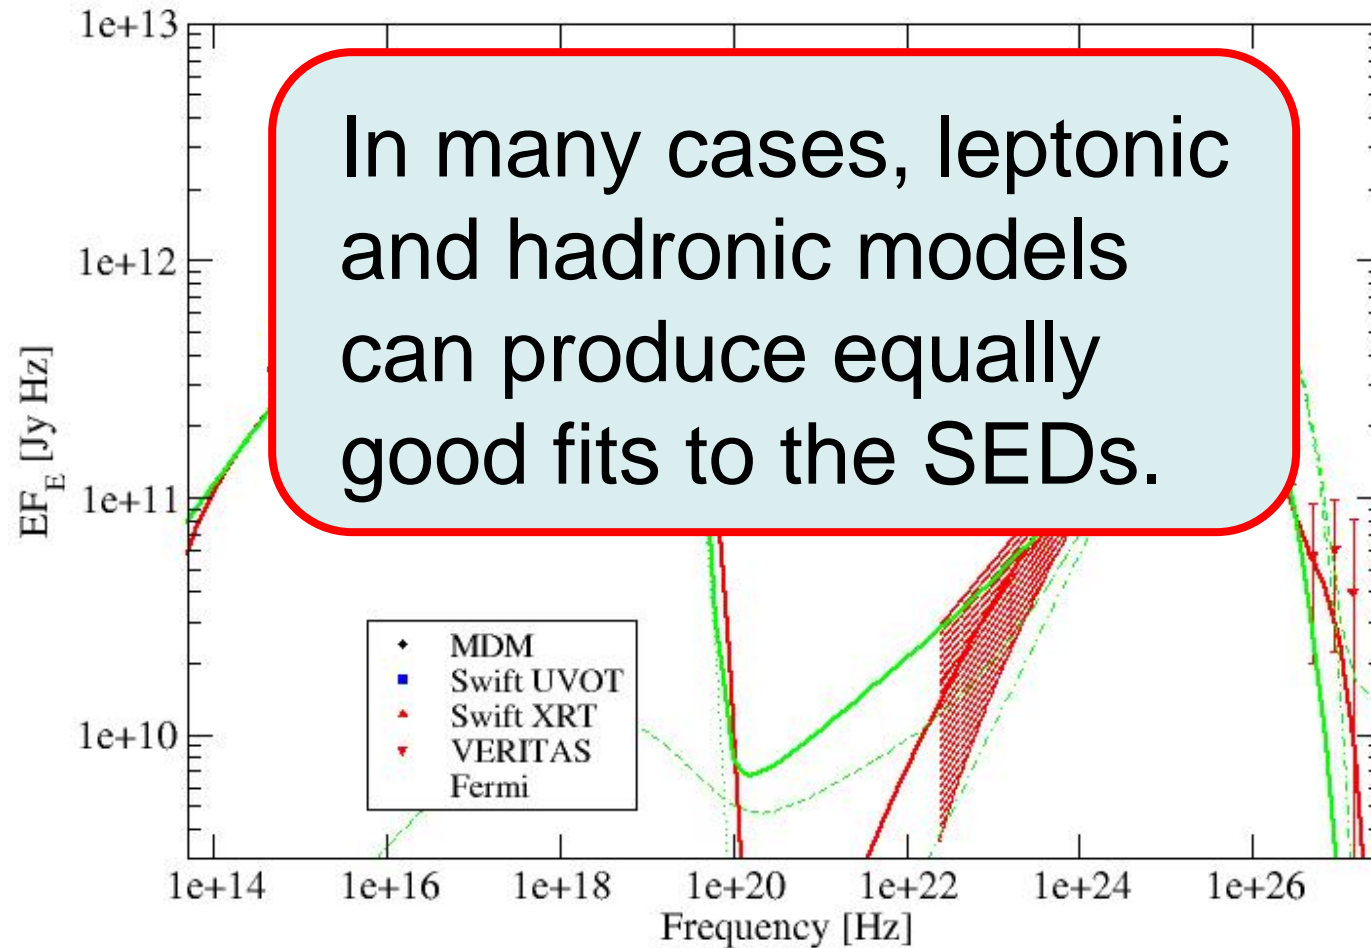 1e+13
In many cases, leptonic
and hadronic models
can produce equally
good fits to the SEDs.
1e+12
EF_E [Jy Hz]
1e+11
MDM
Swift UVOT
Swift XRT
VERITAS
Fermi
1e+10
1e+14 1e+16 1e+18 1e+20 1e+22 1e+24 1e+26
Frequency [Hz]